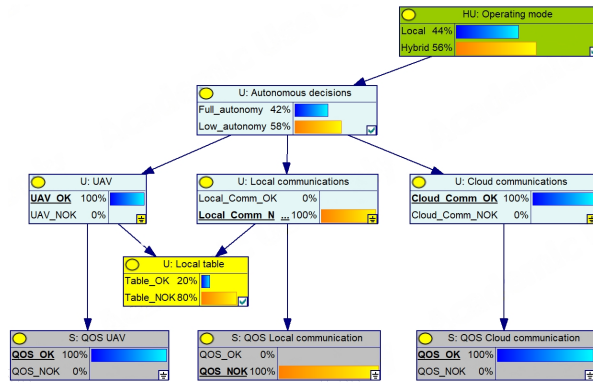 HU: Operating mode
Local 44%
Hybrid 56%
U: Autonomous decisions
Full_autonomy 42%
Low_autonomy 58%
U: UAV
UAV_OK 100%
UAV_NOK 0%
U: Local communications
Local_Comm_OK 0%
Local_Comm_N ... 100%
U: Cloud communications
Cloud_Comm_OK 100%
Cloud_Comm_NOK 0%
U: Local table
Table_OK 20%
Table_NOK 80%
S: QOS UAV
QOS_OK 100%
QOS_NOK 0%
S: QOS Local communication
QOS_OK 0%
QOS_NOK 100%
S: QOS Cloud communication
QOS_OK 100%
QOS_NOK 0%